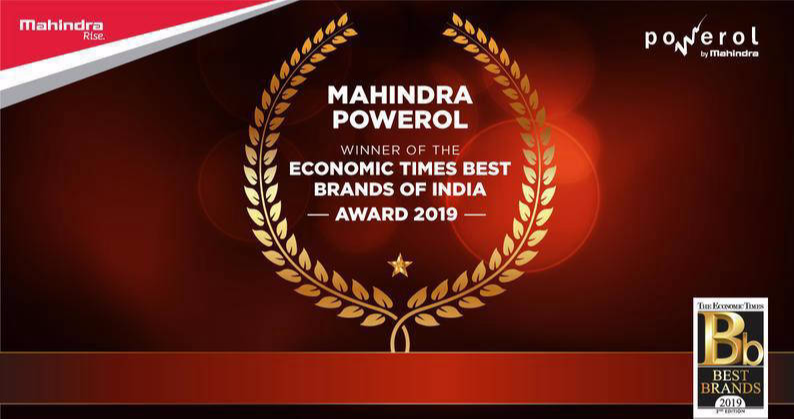 Mahindra
Rise.
powerol
by Mahindra
MAHINDRA
POWEROL
WINNER OF THE
ECONOMIC TIMES BEST
BRANDS OF INDIA
AWARD 2019
THE ECONOMIC TIMES
Bb
BEST
BRANDS
2019
EDITION